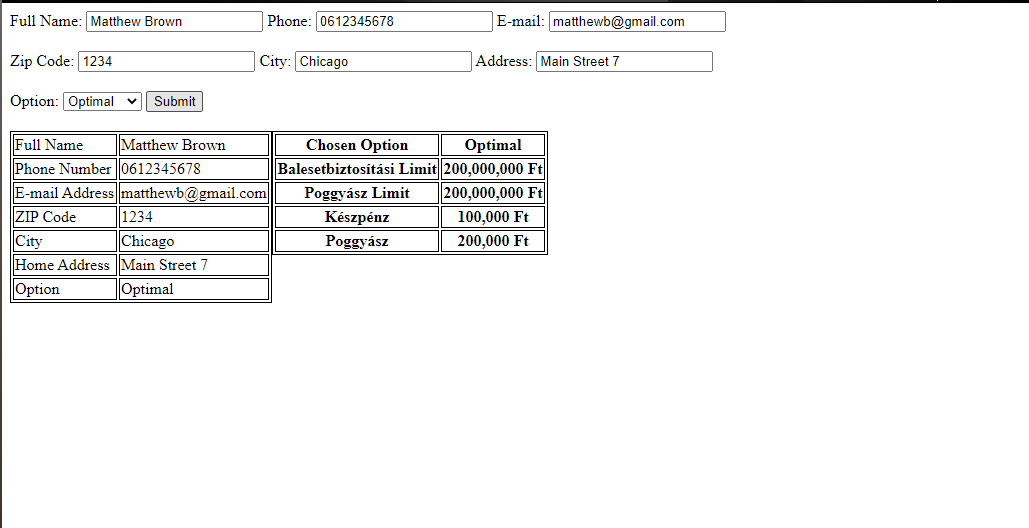 Full Name: Matthew Brown Phone: 0612345678 E-mail: matthewb@gmail.com
Zip Code: 1234 City: Chicago Address: Main Street 7
Option: Optimal Submit
Full Name Matthew Brown
Phone Number 0612345678
E-mail Address matthewb@gmail.com
ZIP Code 1234
City Chicago
Home Address Main Street 7
Option Optimal
Chosen Option Optimal
Balesetbiztosítási Limit 200,000,000 Ft
Poggyász Limit 200,000,000 Ft
Készpénz 100,000 Ft
Poggyász 200,000 Ft